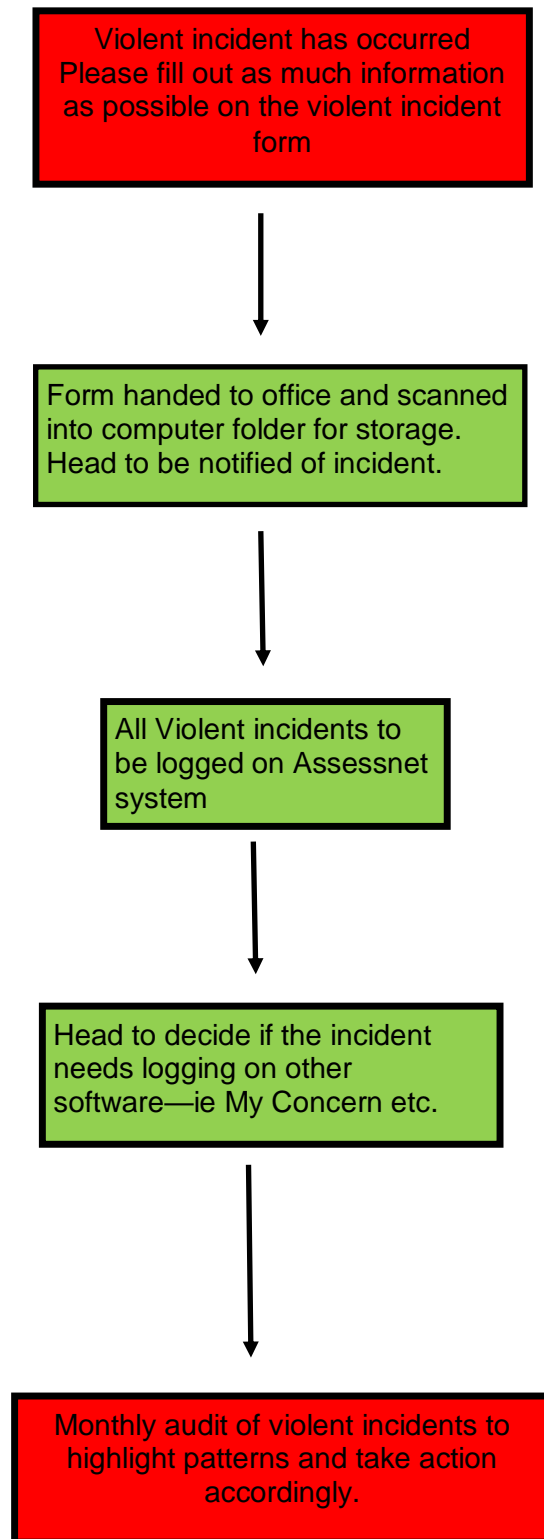 Violent incident has occurred
Please fill out as much information
as possible on the violent incident
form
Form handed to office and scanned
into computer folder for storage.
Head to be notified of incident.
All Violent incidents to
be logged on Assessnet
system
Head to decide if the incident
needs logging on other
software—ie My Concern etc.
Monthly audit of violent incidents to
highlight patterns and take action
accordingly.